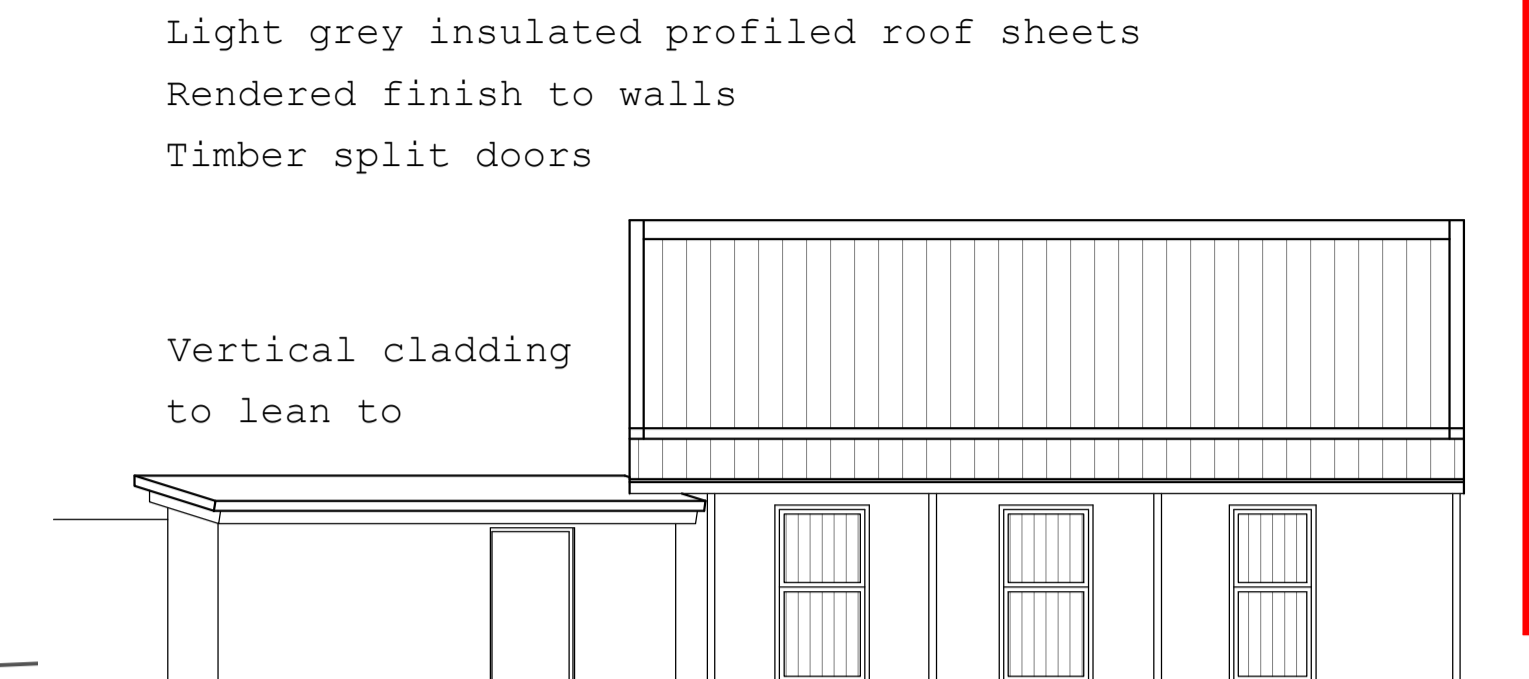 Light grey insulated profiled roof sheets
Rendered finish to walls
Timber split doors
Vertical cladding
to lean to